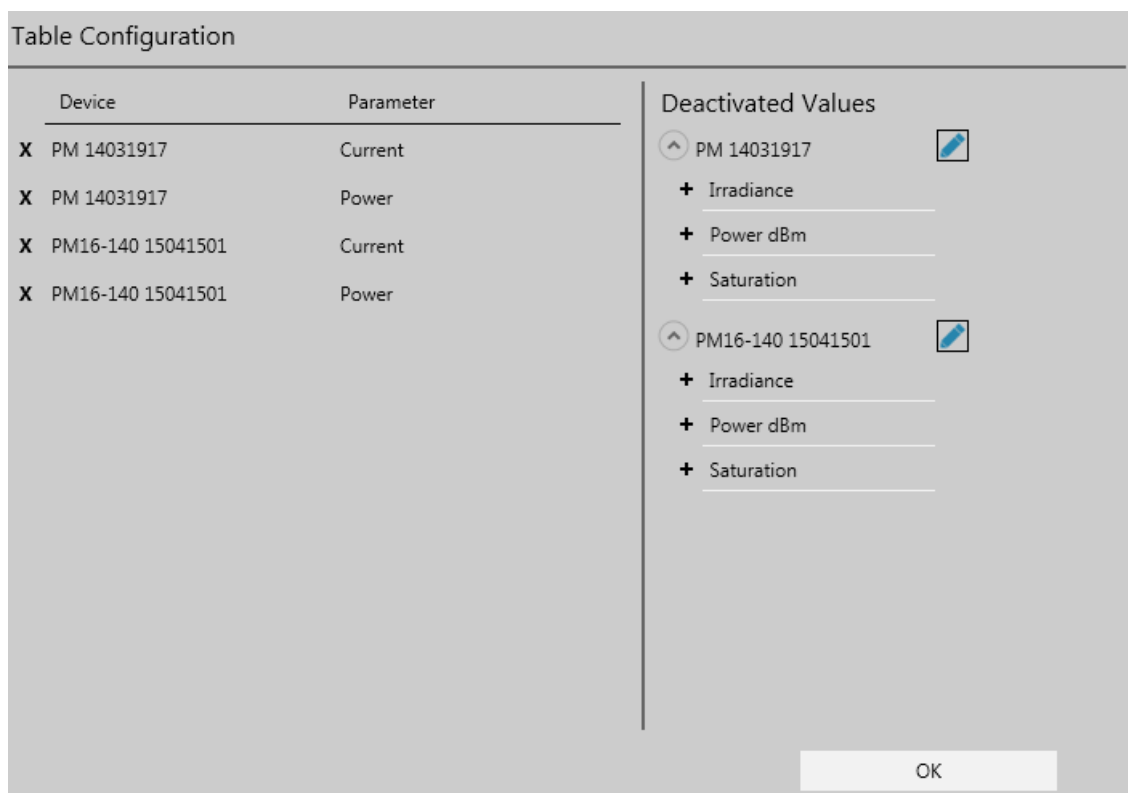 Table Configuration
Device Parameter
X PM 14031917 Current
X PM 14031917 Power
X PM16-140 15041501 Current
X PM16-140 15041501 Power
Deactivated Values
PM 14031917
+ Irradiance
+ Power dBm
+ Saturation
PM16-140 15041501
+ Irradiance
+ Power dBm
+ Saturation
OK